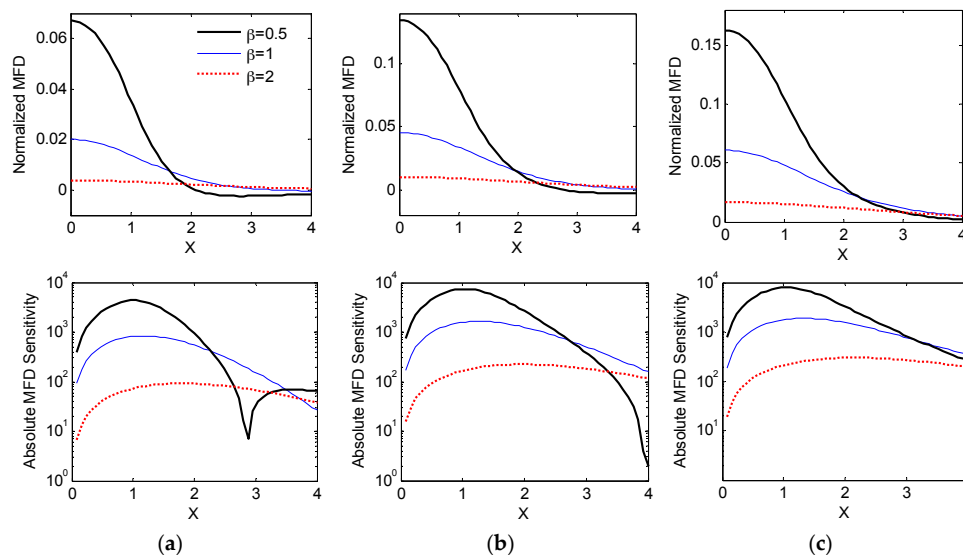 Normalized MFD
0.06
0.04
0.02
0
0 1 2 3 4
X
β=0.5
β=1
β=2
Normalized MFD
0.1
0.05
0
0 1 2 3 4
X
Normalized MFD
0.15
0.1
0.05
0
0 1 2 3 4
X
Absolute MFD Sensitivity
10⁴
10³
10²
10¹
10⁰
0 1 2 3 4
X
(a)
Absolute MFD Sensitivity
10⁴
10³
10²
10¹
10⁰
0 1 2 3 4
X
(b)
Absolute MFD Sensitivity
10⁴
10³
10²
10¹
0 1 2 3
X
(c)